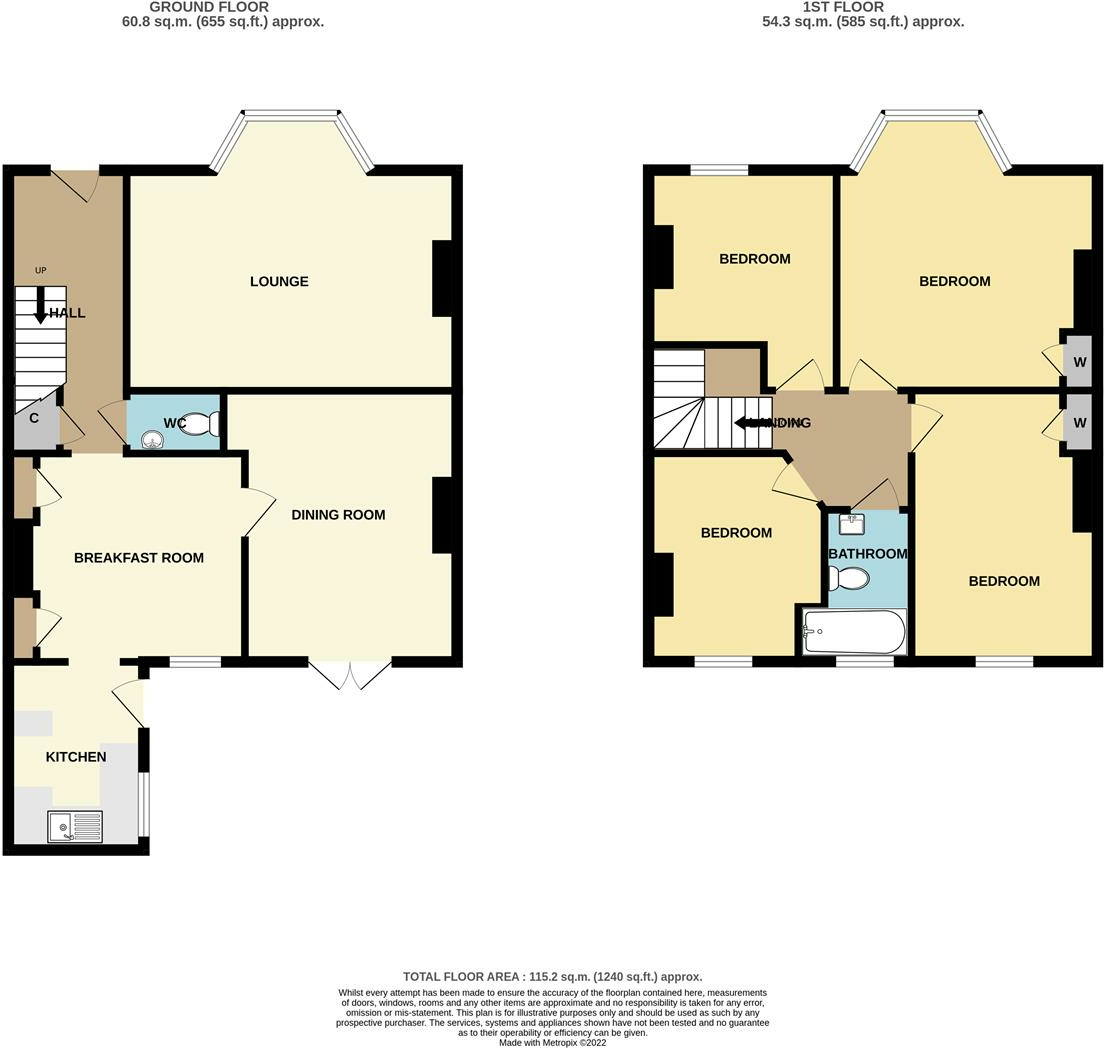 GROUND FLOOR
60.8 sq.m. (655 sq.ft.) approx.
1ST FLOOR
54.3 sq.m. (585 sq.ft.) approx.
LOUNGE
UP
HALL
C
WC
DINING ROOM
BREAKFAST ROOM
KITCHEN
BEDROOM
BEDROOM
W
W
LANDING
BEDROOM
BATHROOM
BEDROOM
TOTAL FLOOR AREA : 115.2 sq.m. (1240 sq.ft.) approx.
Whilst every attempt has been made to ensure the accuracy of the floorplan contained here, measurements
of doors, windows, rooms and any other items are approximate and no responsibility is taken for any error,
omission or mis-statement. This plan is for illustrative purposes only and should be used as such by any
prospective purchaser. The services, systems and appliances shown have not been tested and no guarantee
as to their operability or efficiency can be given.
Made with Metropix ©2022